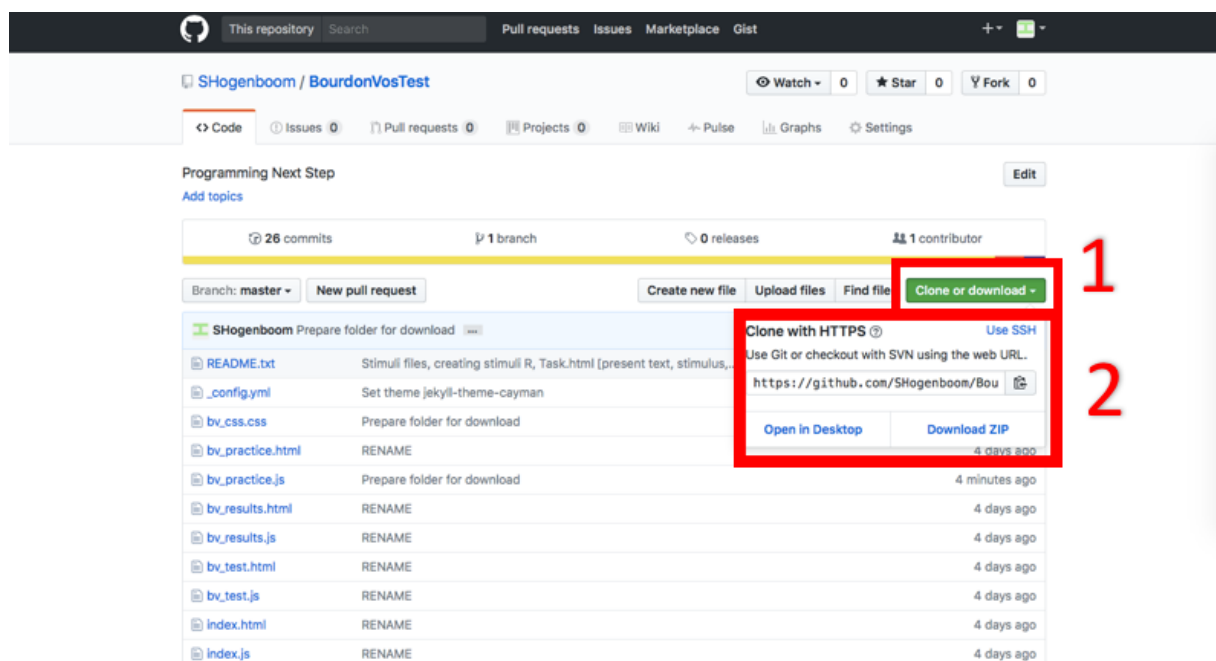 This repository Search Pull requests Issues Marketplace Gist
SHogenboom / BourdonVosTest Watch 0 Star 0 Fork 0
<> Code Issues 0 Pull requests 0 Projects 0 Wiki Pulse Graphs Settings
Programming Next Step Edit
Add topics
26 commits 1 branch 0 releases 1 contributor
1
Branch: master New pull request Create new file Upload files Find file Clone or download
SHogenboom Prepare folder for download ...
Clone with HTTPS Use SSH
Use Git or checkout with SVN using the web URL.
https://github.com/SHogenboom/Bou
Open in Desktop Download ZIP
2
README.txt Stimuli files, creating stimuli R, Task.html [present text, stimulus,...
_config.yml Set theme jekyll-theme-cayman
bv_css.css Prepare folder for download
bv_practice.html RENAME 4 days ago
bv_practice.js Prepare folder for download 4 minutes ago
bv_results.html RENAME 4 days ago
bv_results.js RENAME 4 days ago
bv_test.html RENAME 4 days ago
bv_test.js RENAME 4 days ago
index.html RENAME 4 days ago
index.js RENAME 4 days ago